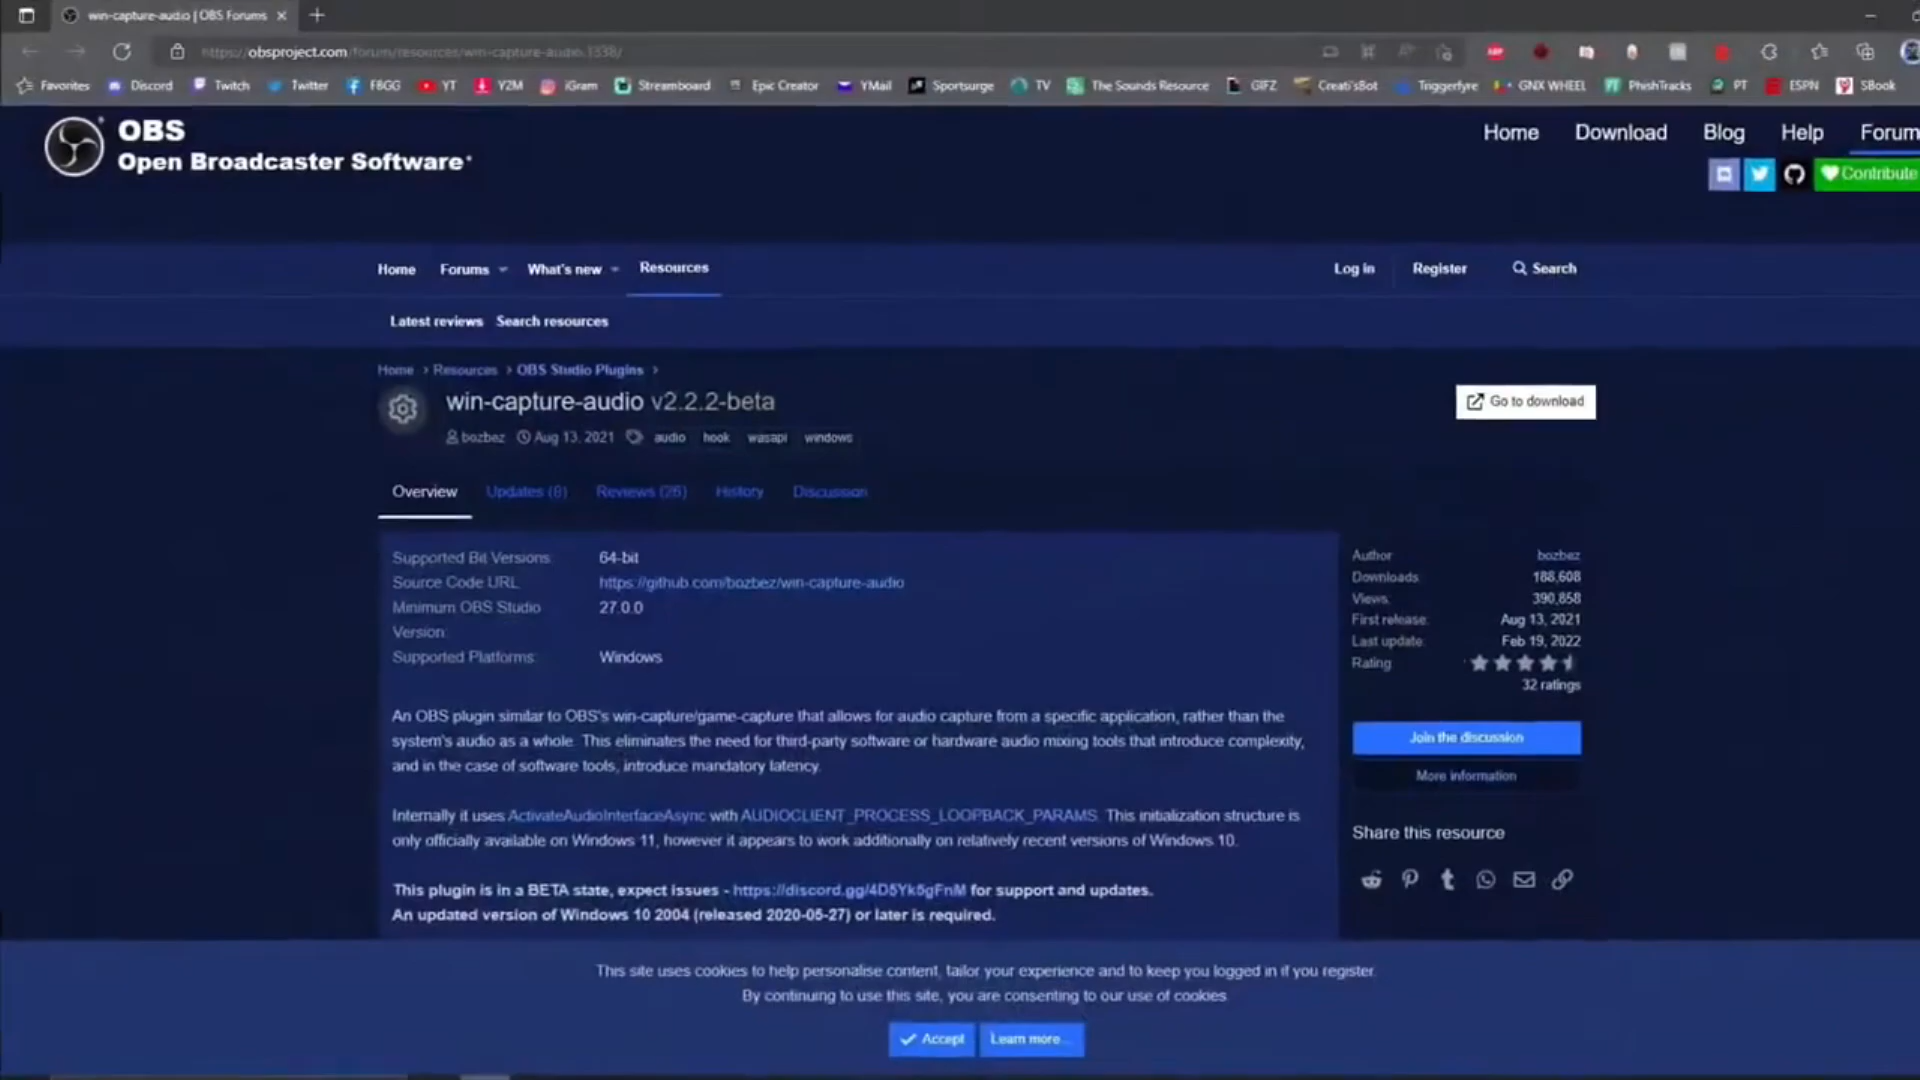 win-capture-audio | OBS Forums
https://obsproject.com/forum/resources/win-capture-audio.1338/
Favorites Discord Twitch Twitter FBGG YT Y2M iGram Streamboard Epic Creator YMail Sportsurge TV The Sounds Resource GIFZ Creati'sBot Triggerfyre GNX WHEEL PhishTracks PT ESPN SBook
OBS
Open Broadcaster Software
Home Download Blog Help Forum
Contribute
Home Forums What's new Resources Log in Register Search
Latest reviews Search resources
Home > Resources > OBS Studio Plugins >
win-capture-audio v2.2.2-beta
Go to download
bozbez Aug 13, 2021 audio hook wasapi windows
Overview Updates (8) Reviews (26) History Discussion
Supported Bit Versions: 64-bit
Source Code URL https://github.com/bozbez/win-capture-audio
Minimum OBS Studio 27.0.0
Version:
Supported Platforms: Windows
An OBS plugin similar to OBS's win-capture/game-capture that allows for audio capture from a specific application, rather than the
system's audio as a whole. This eliminates the need for third-party software or hardware audio mixing tools that introduce complexity,
and in the case of software tools, introduce mandatory latency.
Internally it uses ActivateAudioInterfaceAsync with AUDIOCLIENT_PROCESS_LOOPBACK_PARAMS. This initialization structure is
only officially available on Windows 11, however it appears to work additionally on relatively recent versions of Windows 10.
This plugin is in a BETA state, expect issues - https://discord.gg/4D5Yk5gFnM for support and updates.
An updated version of Windows 10 2004 (released 2020-05-27) or later is required.
Author bozbez
Downloads 188,608
Views: 390,858
First release: Aug 13, 2021
Last update: Feb 19, 2022
Rating
32 ratings
Join the discussion
More information
Share this resource
This site uses cookies to help personalise content, tailor your experience and to keep you logged in if you register.
By continuing to use this site, you are consenting to our use of cookies.
Accept Learn more...